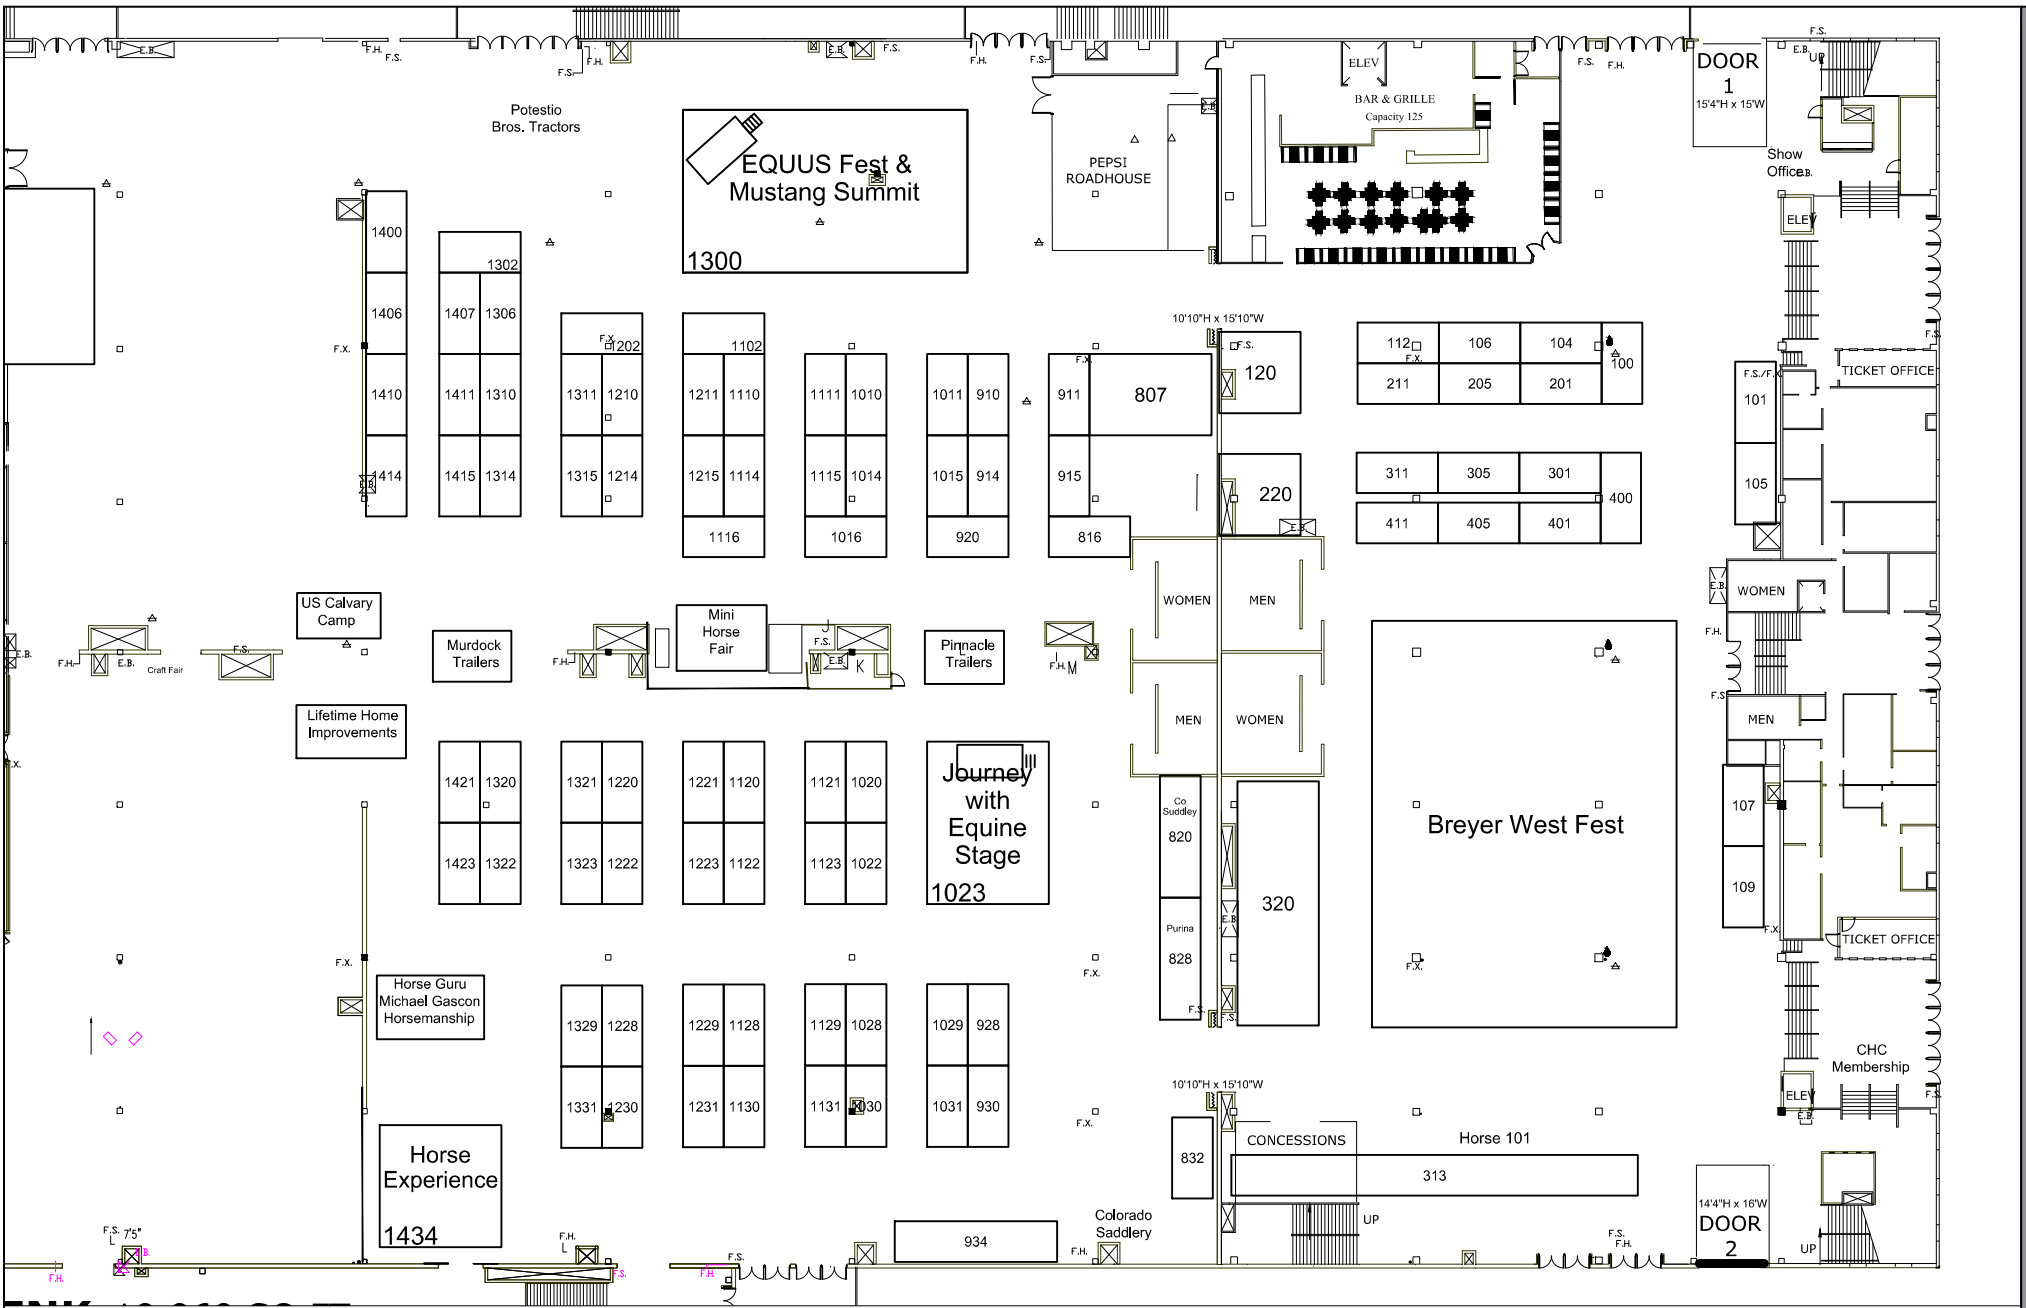 E.B.
F.H.
F.S.
F.S.
F.H.
E.B.
F.S.
F.H.
F.S.
F.S.
F.H.
F.S.
E.B.
UP
DOOR
1
15'4"H x 15'W
ELEV
BAR & GRILLE
Capacity 125
Potestio
Bros. Tractors
EQUUS Fest &
Mustang Summit
1300
PEPSI
ROADHOUSE
E.B.
Show
Office
E.B.
ELEV
1400
1302
1406
1407
1306
F.X.
F.X.
1202
1102
10'10"H x 15'10"W
F.X.
F.S.
120
112
F.X.
106
104
100
211
205
201
F.S./F.X.
101
105
TICKET OFFICE
F.S.
1410
1411
1310
1311
1210
1211
1110
1111
1010
1011
910
911
807
1414
1415
1314
1315
1214
1215
1114
1115
1014
1015
914
915
220
E.B.
311
305
301
400
411
405
401
1116
1016
920
816
US Calvary
Camp
Murdock
Trailers
Mini
Horse
Fair
J
F.S.
E.B.
K
Pinnacle
Trailers
L
F.H.
M
WOMEN
MEN
MEN
WOMEN
E.B.
WOMEN
F.H.
F.S.
MEN
E.B.
F.H.
E.B.
Craft Fair
F.S.
F.H.
Lifetime Home
Improvements
F.X.
1421
1320
1321
1220
1221
1120
1121
1020
Journey
with
Equine
Stage
1023
1423
1322
1323
1222
1223
1122
1123
1022
Co
Suddley
820
Purina
828
E.B.
320
Breyer West Fest
107
109
F.X.
TICKET OFFICE
F.X.
F.X.
F.X.
Horse Guru
Michael Gascon
Horsemanship
1329
1228
1229
1128
1129
1028
1029
928
F.S.
F.S.
CHC
Membership
1331
1230
1231
1130
1131
1030
1031
930
10'10"H x 15'10"W
F.X.
ELEV
E.B.
F.S.
Horse
Experience
1434
832
CONCESSIONS
Horse 101
313
14'4"H x 16'W
DOOR
2
UP
UP
934
Colorado
Saddlery
F.H.
F.S.
7'5"
L
E.B.
F.H.
F.H.
L
F.S.
F.S.
F.H.
F.S.
F.H.